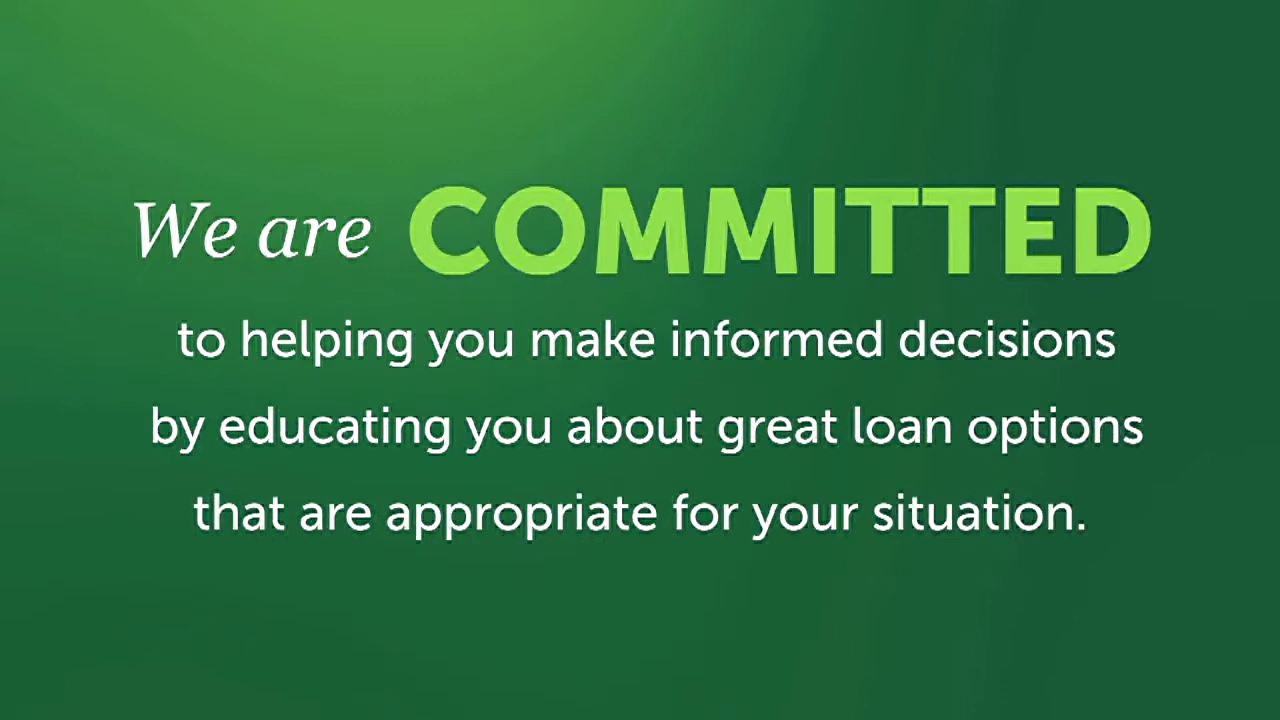 We are COMMITTED
to helping you make informed decisions
by educating you about great loan options
that are appropriate for your situation.